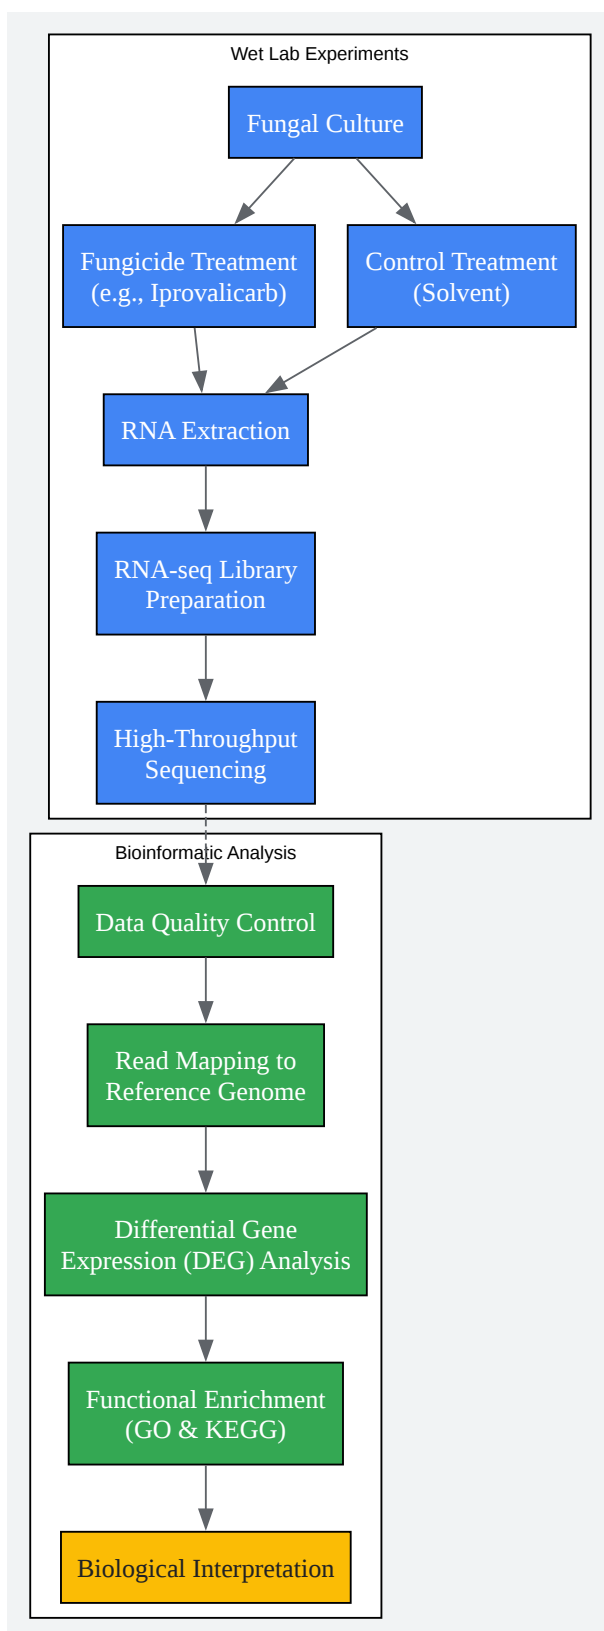 Wet Lab Experiments
Fungal Culture
Fungicide Treatment
(e.g., Iprovalicarb)
Control Treatment
(Solvent)
RNA Extraction
RNA-seq Library
Preparation
High-Throughput
Sequencing
Bioinformatic Analysis
Data Quality Control
Read Mapping to
Reference Genome
Differential Gene
Expression (DEG) Analysis
Functional Enrichment
(GO & KEGG)
Biological Interpretation